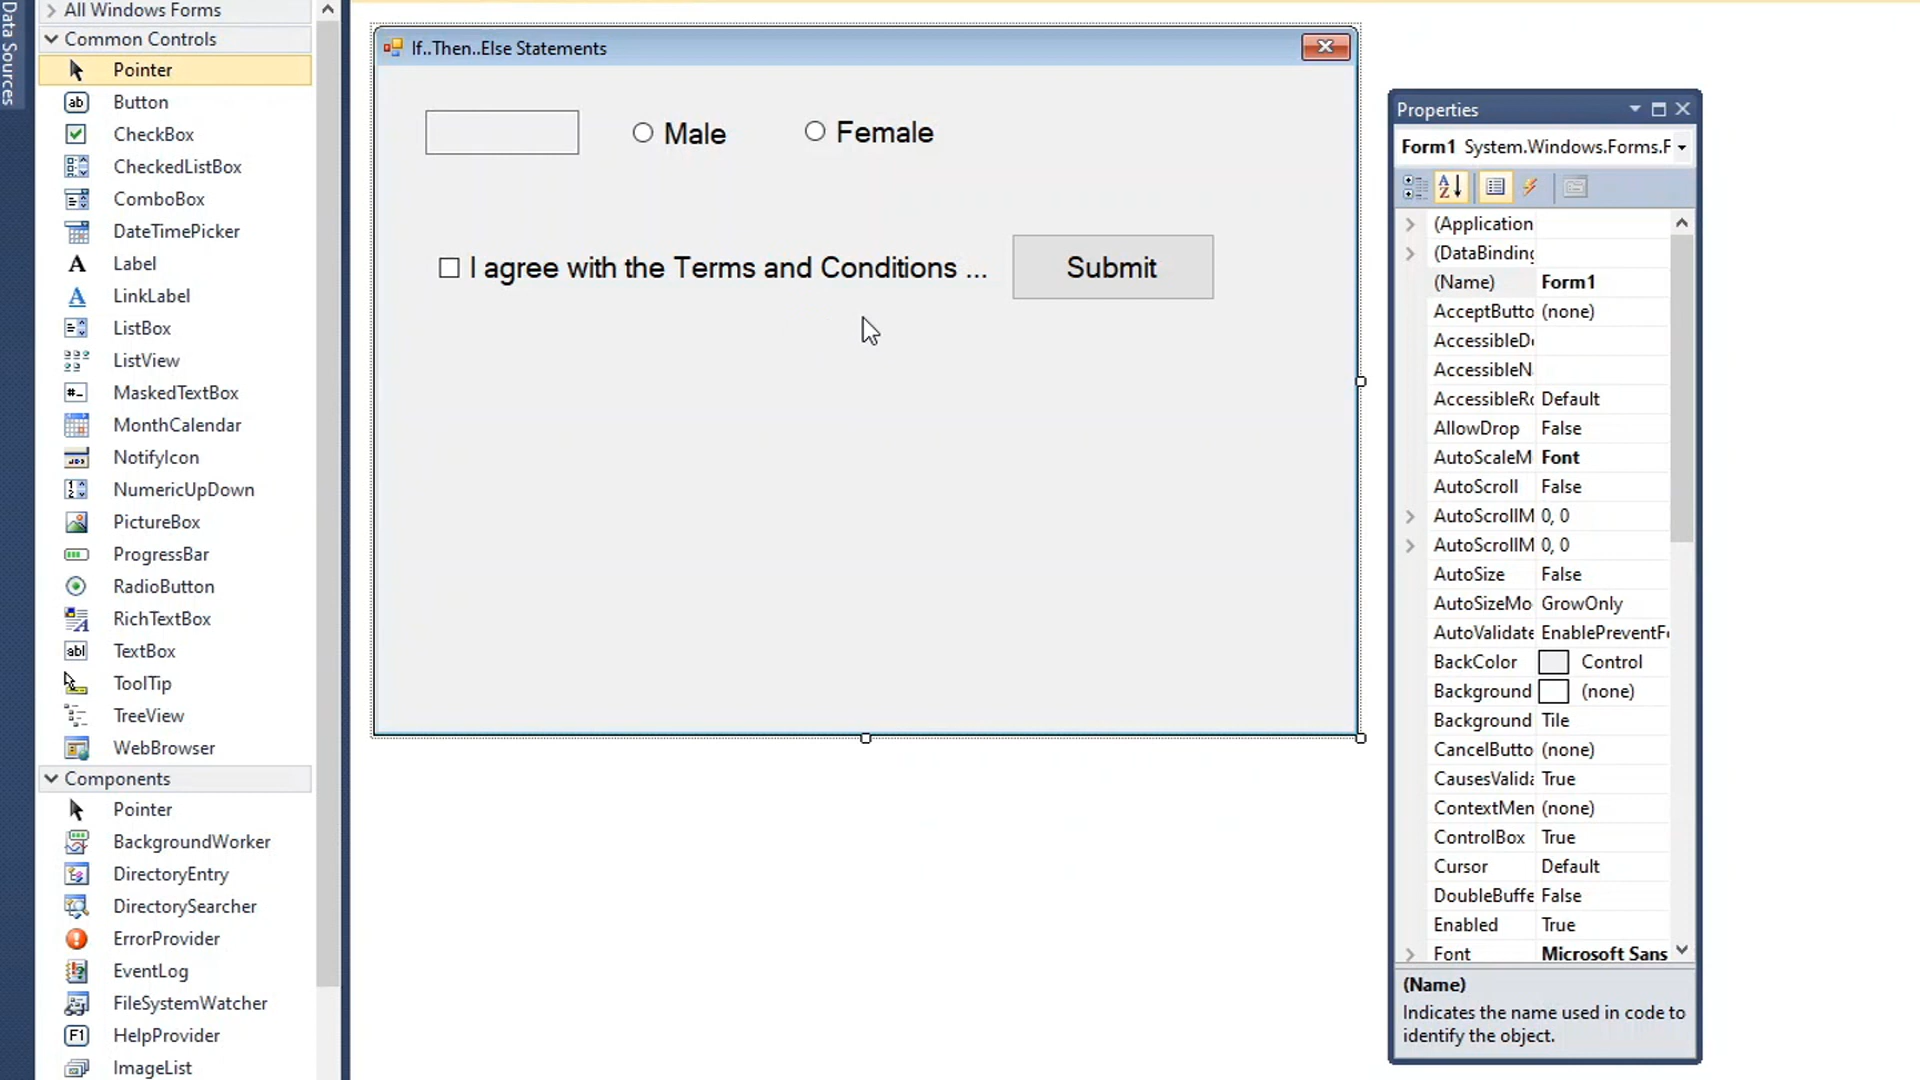 Data Sources
All Windows Forms
Common Controls
Pointer
Button
CheckBox
CheckedListBox
ComboBox
DateTimePicker
Label
LinkLabel
ListBox
ListView
MaskedTextBox
MonthCalendar
NotifyIcon
NumericUpDown
PictureBox
ProgressBar
RadioButton
RichTextBox
TextBox
ToolTip
TreeView
WebBrowser
Components
Pointer
BackgroundWorker
DirectoryEntry
DirectorySearcher
ErrorProvider
EventLog
FileSystemWatcher
HelpProvider
ImageList
If..Then..Else Statements
Male
Female
I agree with the Terms and Conditions ...
Submit
Properties
Form1 System.Windows.Forms.F
(Application
(DataBinding
(Name) Form1
AcceptButto (none)
AccessibleDe
AccessibleN
AccessibleRo Default
AllowDrop False
AutoScaleM Font
AutoScroll False
AutoScrollM 0, 0
AutoScrollM 0, 0
AutoSize False
AutoSizeMo GrowOnly
AutoValidate EnablePreventFo
BackColor Control
Background (none)
Background Tile
CancelButto (none)
CausesValida True
ContextMen (none)
ControlBox True
Cursor Default
DoubleBuffe False
Enabled True
Font Microsoft Sans
(Name)
Indicates the name used in code to
identify the object.